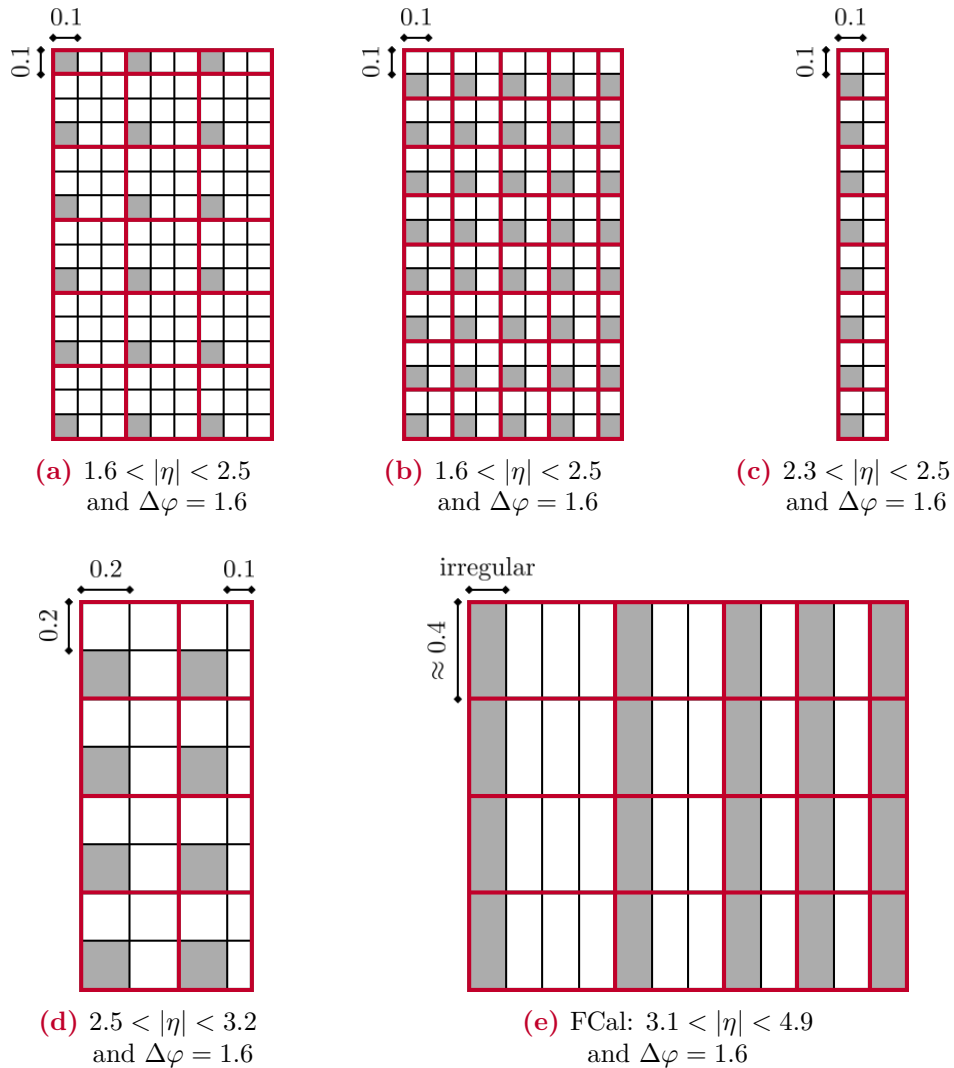 0.1
0.1
0.1
0.1
0.1
0.1
(a) 1.6 < |η| < 2.5
and Δφ = 1.6
(b) 1.6 < |η| < 2.5
and Δφ = 1.6
(c) 2.3 < |η| < 2.5
and Δφ = 1.6
0.2
0.1
0.2
irregular
≈ 0.4
(d) 2.5 < |η| < 3.2
and Δφ = 1.6
(e) FCal: 3.1 < |η| < 4.9
and Δφ = 1.6